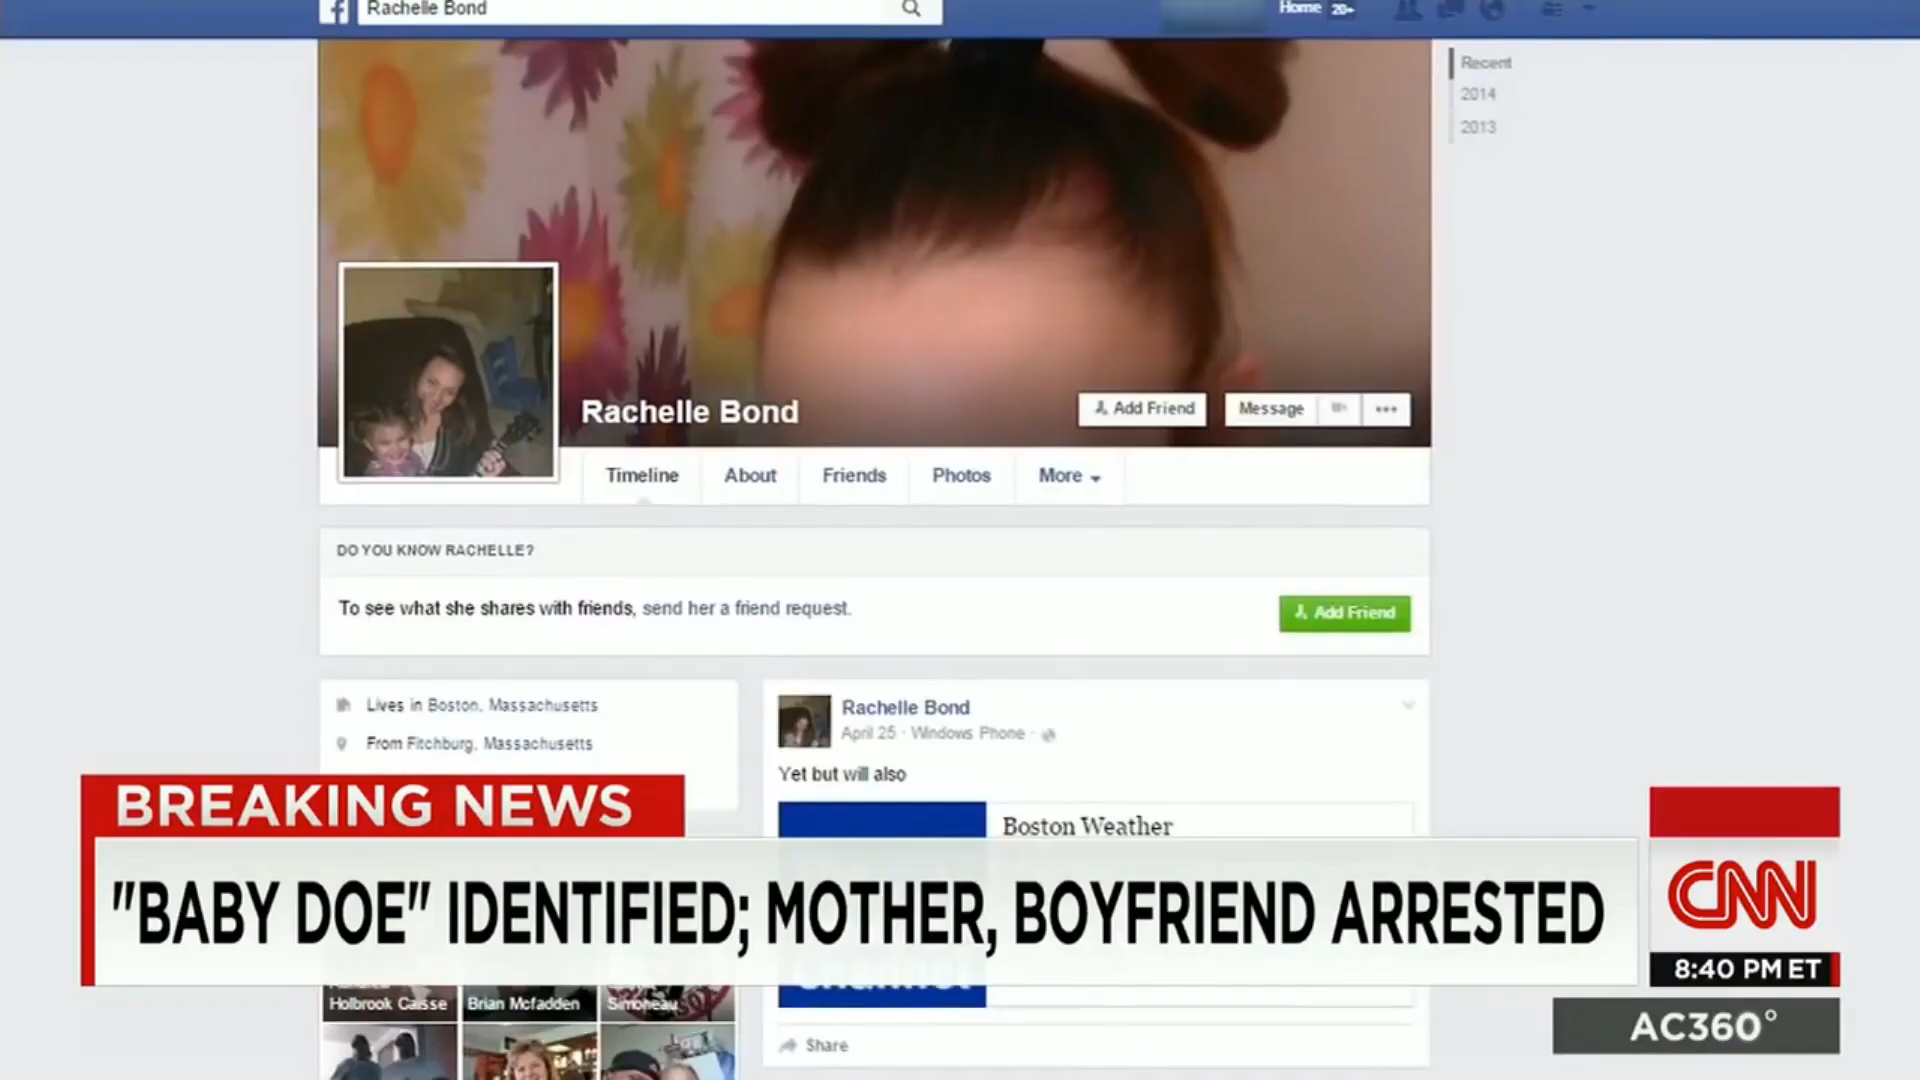 Rachelle Bond
Home 20+
Recent
2014
2013
Rachelle Bond
Add Friend
Message
Timeline
About
Friends
Photos
More
DO YOU KNOW RACHELLE?
To see what she shares with friends, send her a friend request.
Add Friend
Lives in Boston, Massachusetts
From Fitchburg, Massachusetts
Rachelle Bond
April 25 · Windows Phone ·
Yet but will also
Boston Weather
BREAKING NEWS
"BABY DOE" IDENTIFIED; MOTHER, BOYFRIEND ARRESTED
CNN
8:40 PM ET
AC360°
Holbrook Caisse
Brian Mcfadden
Simoneau
Share